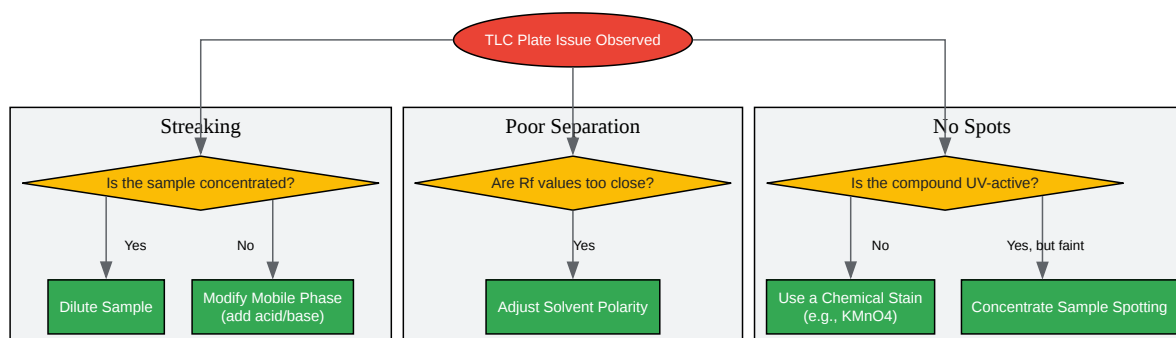 TLC Plate Issue Observed
Streaking
Poor Separation
No Spots
Is the sample concentrated?
Are Rf values too close?
Is the compound UV-active?
Yes
No
Yes
No
Yes, but faint
Dilute Sample
Modify Mobile Phase
(add acid/base)
Adjust Solvent Polarity
Use a Chemical Stain
(e.g., KMnO4)
Concentrate Sample Spotting